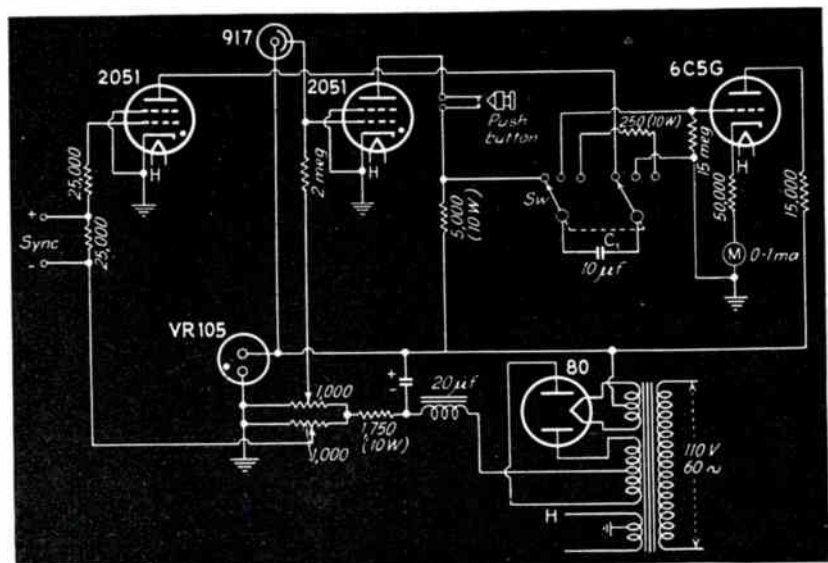 917
2051
2051
6C5G
Push
button
250 (10W)
15 meg
H
H
H
25,000
2 meg
50,000
15,000
+
Sync
-
25,000
5,000
(10W)
Sw
C₁
10 μf
M
0-1 ma
VR105
+
-
20 μf
80
1,000
1,750
(10W)
1,000
110 V
60 ~
H